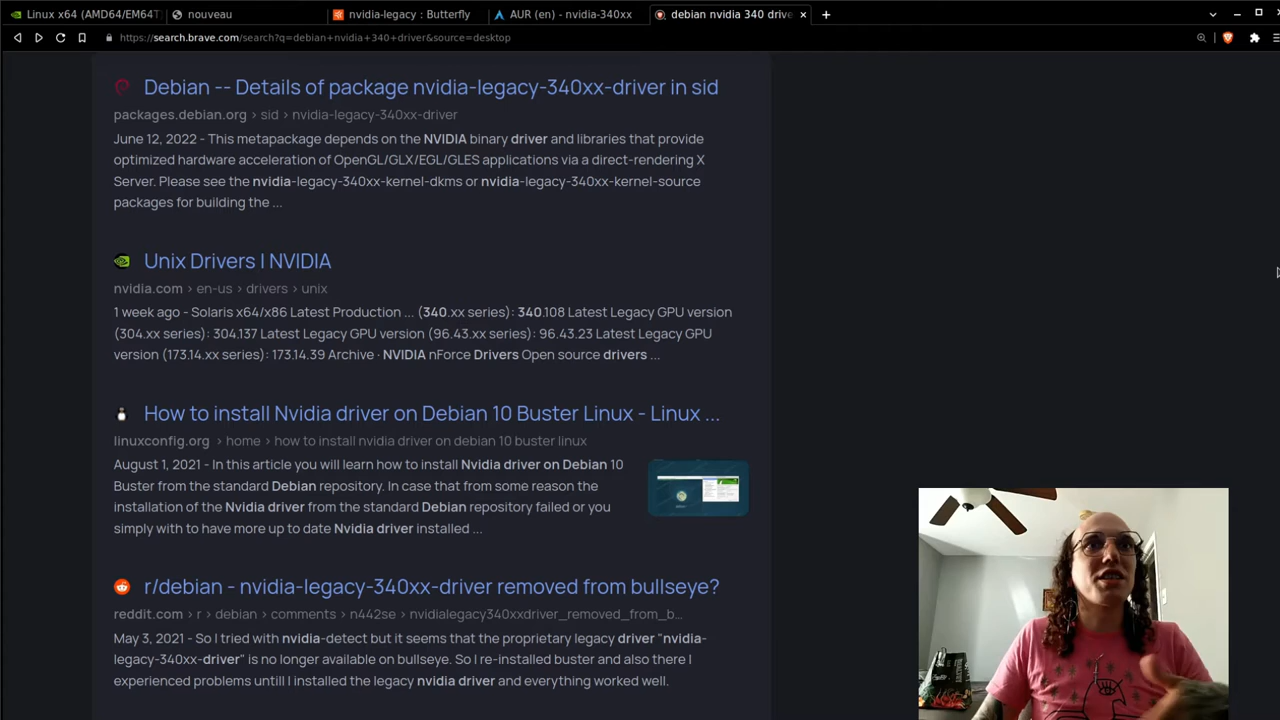 Linux x64 (AMD64/EM64T
nouveau
nvidia-legacy : Butterfly
AUR (en) - nvidia-340xx
debian nvidia 340 drive
https://search.brave.com/search?q=debian+nvidia+340+driver&source=desktop
Debian -- Details of package nvidia-legacy-340xx-driver in sid
packages.debian.org › sid › nvidia-legacy-340xx-driver
June 12, 2022 - This metapackage depends on the NVIDIA binary driver and libraries that provide
optimized hardware acceleration of OpenGL/GLX/EGL/GLES applications via a direct-rendering X
Server. Please see the nvidia-legacy-340xx-kernel-dkms or nvidia-legacy-340xx-kernel-source
packages for building the ...
Unix Drivers | NVIDIA
nvidia.com › en-us › drivers › unix
1 week ago - Solaris x64/x86 Latest Production ... (340.xx series): 340.108 Latest Legacy GPU version
(304.xx series): 304.137 Latest Legacy GPU version (96.43.xx series): 96.43.23 Latest Legacy GPU
version (173.14.xx series): 173.14.39 Archive · NVIDIA nForce Drivers Open source drivers ...
How to install Nvidia driver on Debian 10 Buster Linux - Linux ...
linuxconfig.org › home › how to install nvidia driver on debian 10 buster linux
August 1, 2021 - In this article you will learn how to install Nvidia driver on Debian 10
Buster from the standard Debian repository. In case that from some reason the
installation of the Nvidia driver from the standard Debian repository failed or you
simply with to have more up to date Nvidia driver installed ...
r/debian - nvidia-legacy-340xx-driver removed from bullseye?
reddit.com › r › debian › comments › n442se › nvidialegacy340xxdriver_removed_from_b...
May 3, 2021 - So I tried with nvidia-detect but it seems that the proprietary legacy driver "nvidia-
legacy-340xx-driver" is no longer available on bullseye. So I re-installed buster and also there I
experienced problems untill I installed the legacy nvidia driver and everything worked well.